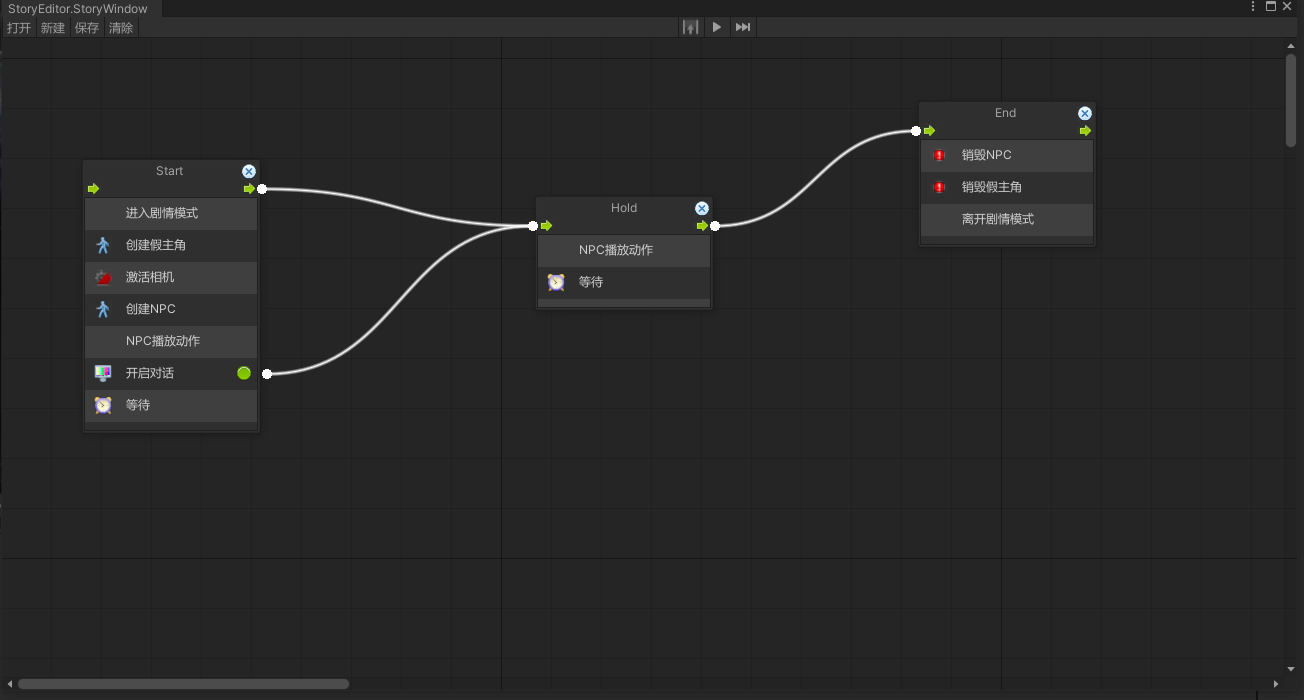 StoryEditor.StoryWindow
打开 新建 保存 清除
Start
进入剧情模式
创建假主角
激活相机
创建NPC
NPC播放动作
开启对话
等待
Hold
NPC播放动作
等待
End
销毁NPC
销毁假主角
离开剧情模式